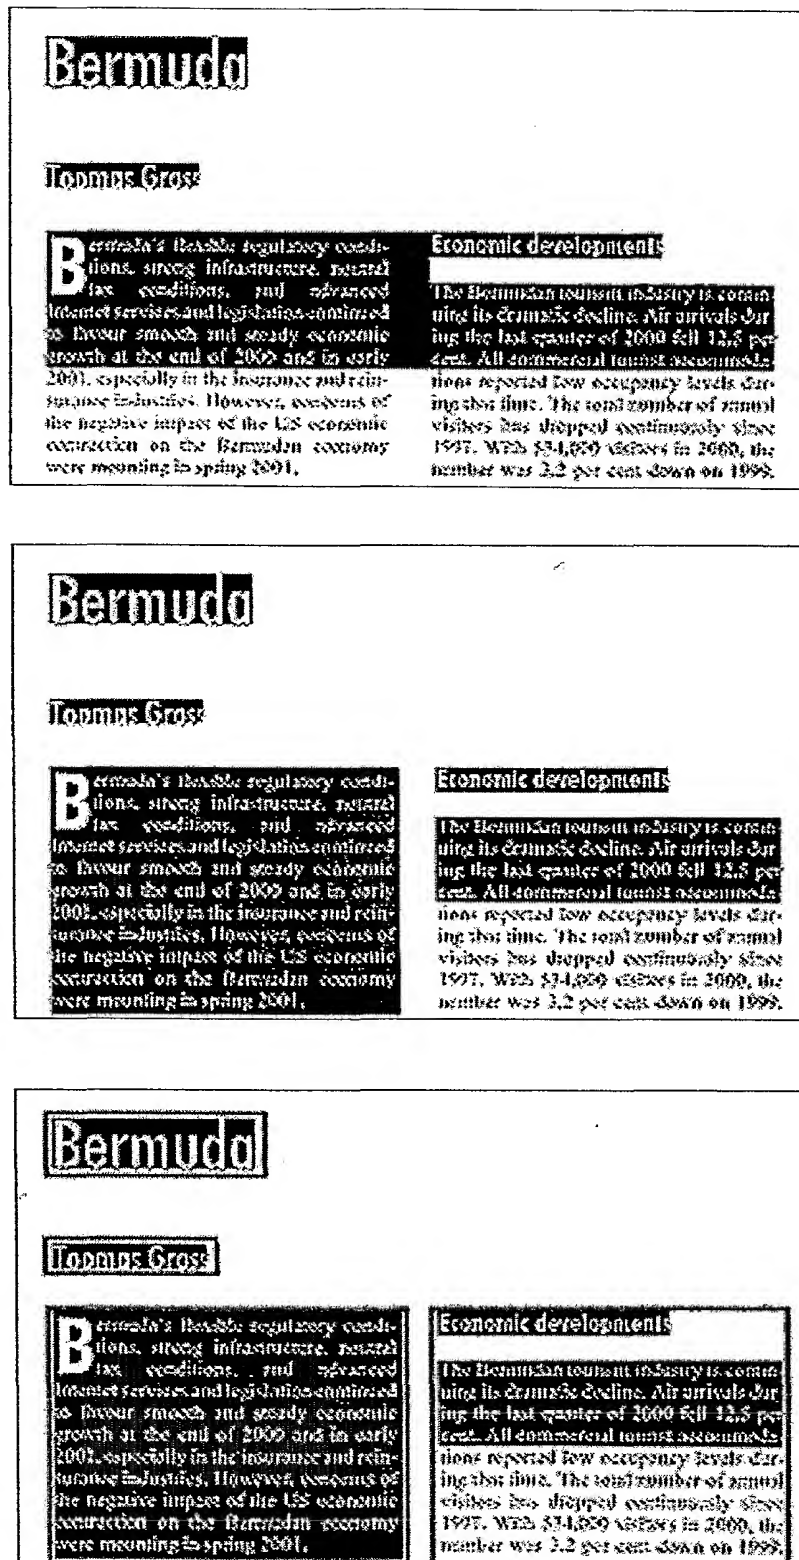 Bermuda
Toomas Gross
Bermuda's flexible regulatory condi-
tions, strong infrastructure, neutral
tax conditions, and advanced
Internet services and legislation continued
to favour smooth and steady economic
growth at the end of 2000 and in early
2001, especially in the insurance and rein-
surance industries. However, concerns of
the negative impact of the US economic
contraction on the Bermudan economy
were mounting in spring 2001.
Economic developments
The Bermudan tourism industry is contin-
uing its dramatic decline. Air arrivals dur
ing the last quarter of 2000 fell 12.5 per
cent. All commercial tourist accommoda-
tions reported low occupancy levels dur-
ing that time. The total number of annual
visitors has dropped continuously since
1997. With 534,000 visitors in 2000, the
number was 3.2 per cent down on 1999.
Bermuda
Toomas Gross
Bermuda's flexible regulatory condi-
tions, strong infrastructure, neutral
tax conditions, and advanced
Internet services and legislation continued
to favour smooth and steady economic
growth at the end of 2000 and in early
2001, especially in the insurance and rein-
surance industries. However, concerns of
the negative impact of the US economic
contraction on the Bermudan economy
were mounting in spring 2001.
Economic developments
The Bermudan tourism industry is contin-
uing its dramatic decline. Air arrivals dur
ing the last quarter of 2000 fell 12.5 per
cent. All commercial tourist accommoda-
tions reported low occupancy levels dur-
ing that time. The total number of annual
visitors has dropped continuously since
1997. With 534,000 visitors in 2000, the
number was 3.2 per cent down on 1999.
Bermuda
Toomas Gross
Bermuda's flexible regulatory condi-
tions, strong infrastructure, neutral
tax conditions, and advanced
Internet services and legislation continued
to favour smooth and steady economic
growth at the end of 2000 and in early
2001, especially in the insurance and rein-
surance industries. However, concerns of
the negative impact of the US economic
contraction on the Bermudan economy
were mounting in spring 2001.
Economic developments
The Bermudan tourism industry is contin-
uing its dramatic decline. Air arrivals dur
ing the last quarter of 2000 fell 12.5 per
cent. All commercial tourist accommoda-
tions reported low occupancy levels dur-
ing that time. The total number of annual
visitors has dropped continuously since
1997. With 534,000 visitors in 2000, the
number was 3.2 per cent down on 1999.